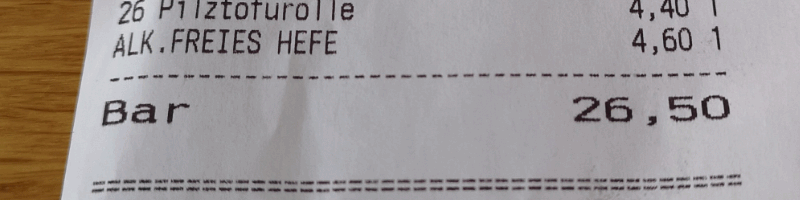 26 Pilztofurolle 4,40 1
ALK.FREIES HEFE 4,60 1
Bar 26,50